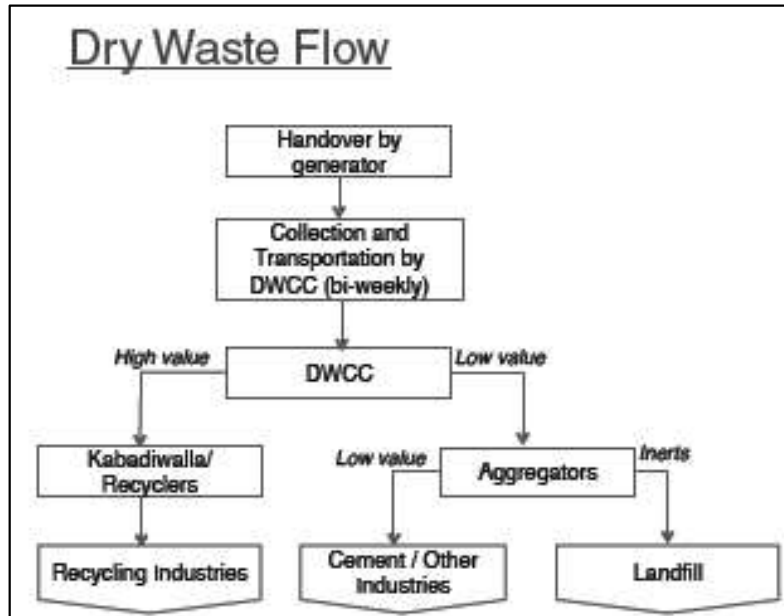 Dry Waste Flow
Handover by
generator
Collection and
Transportation by
DWCC (bi-weekly)
High value
DWCC
Low value
Kabadiwalla/
Recyclers
Low value
Aggregators
Inerts
Recycling industries
Cement / Other
industries
Landfill